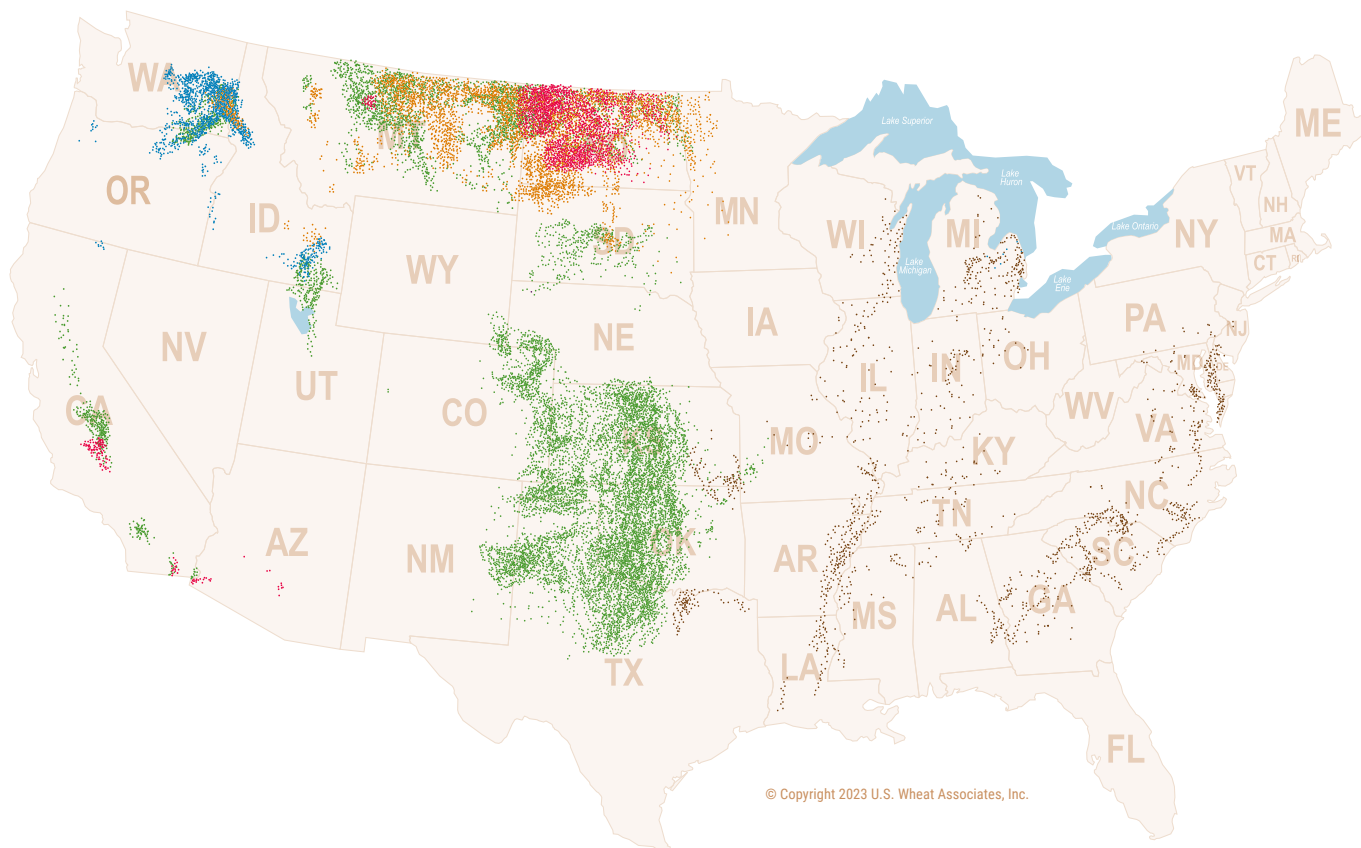 WA
OR
ID
MT
ND
MN
WI
MI
NY
VT
NH
ME
MA
CT
RI
Lake Superior
Lake
Huron
Lake
Michigan
Lake Ontario
Lake
Erie
WY
SD
NE
IA
IL
IN
OH
PA
NJ
MD
DE
WV
VA
NV
UT
CO
KS
MO
KY
CA
AZ
NM
OK
AR
TN
NC
SC
TX
LA
MS
AL
GA
FL
© Copyright 2023 U.S. Wheat Associates, Inc.